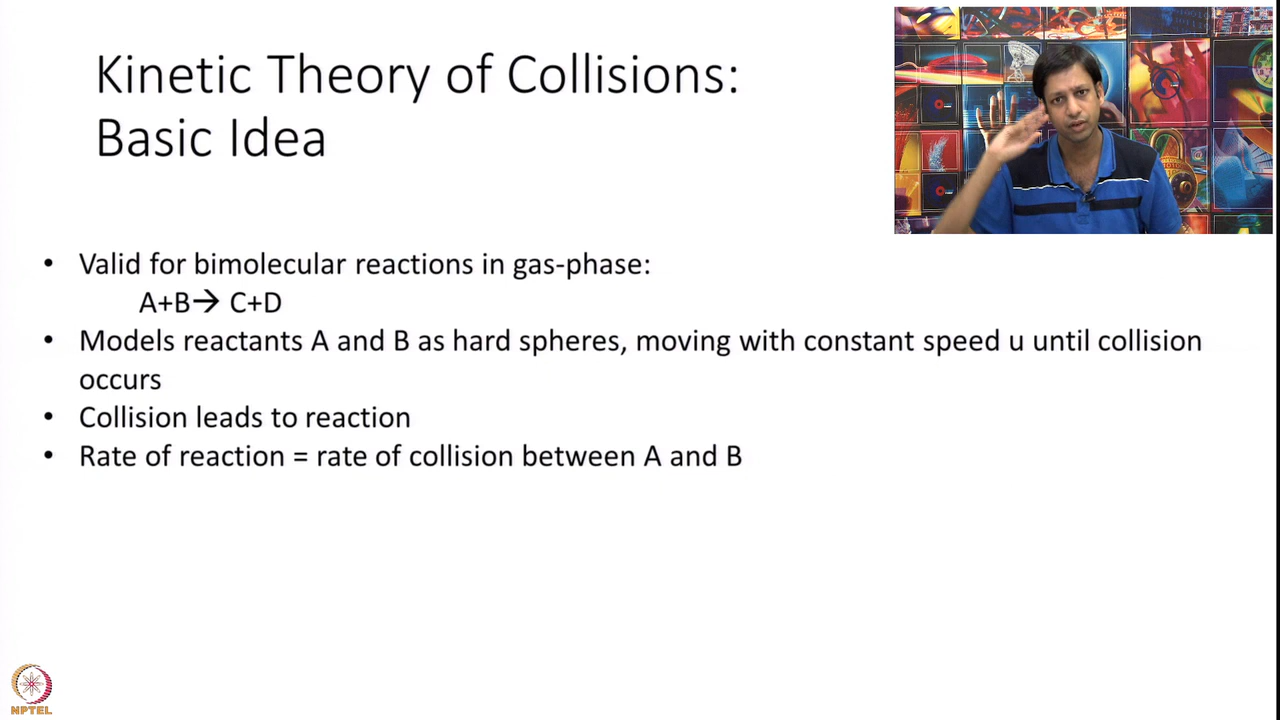 Kinetic Theory of Collisions:
Basic Idea
• Valid for bimolecular reactions in gas-phase:
A+B→ C+D
• Models reactants A and B as hard spheres, moving with constant speed u until collision
occurs
• Collision leads to reaction
• Rate of reaction = rate of collision between A and B
NPTEL